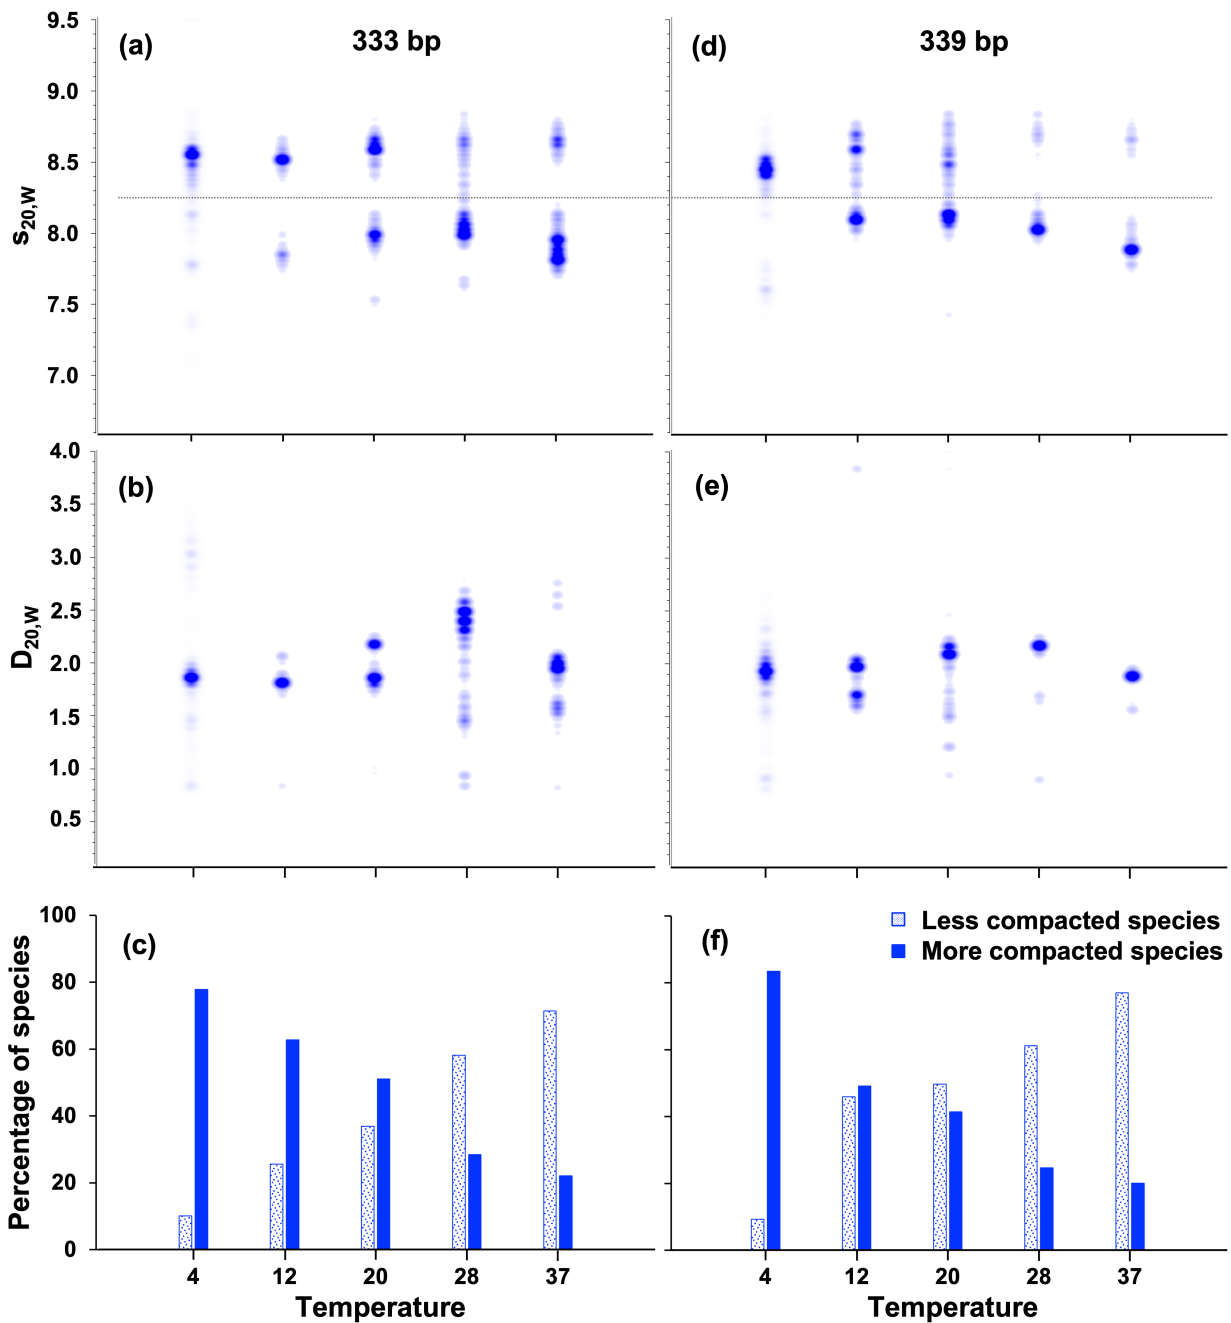 (a) 333 bp
(d) 339 bp
9.5
9.0
8.5
8.0
7.5
7.0
s20,W
(b)
(e)
4.0
3.5
3.0
2.5
2.0
1.5
1.0
0.5
D20,W
(c)
(f)
Less compacted species
More compacted species
100
80
60
40
20
0
Percentage of species
4 12 20 28 37
4 12 20 28 37
Temperature
Temperature